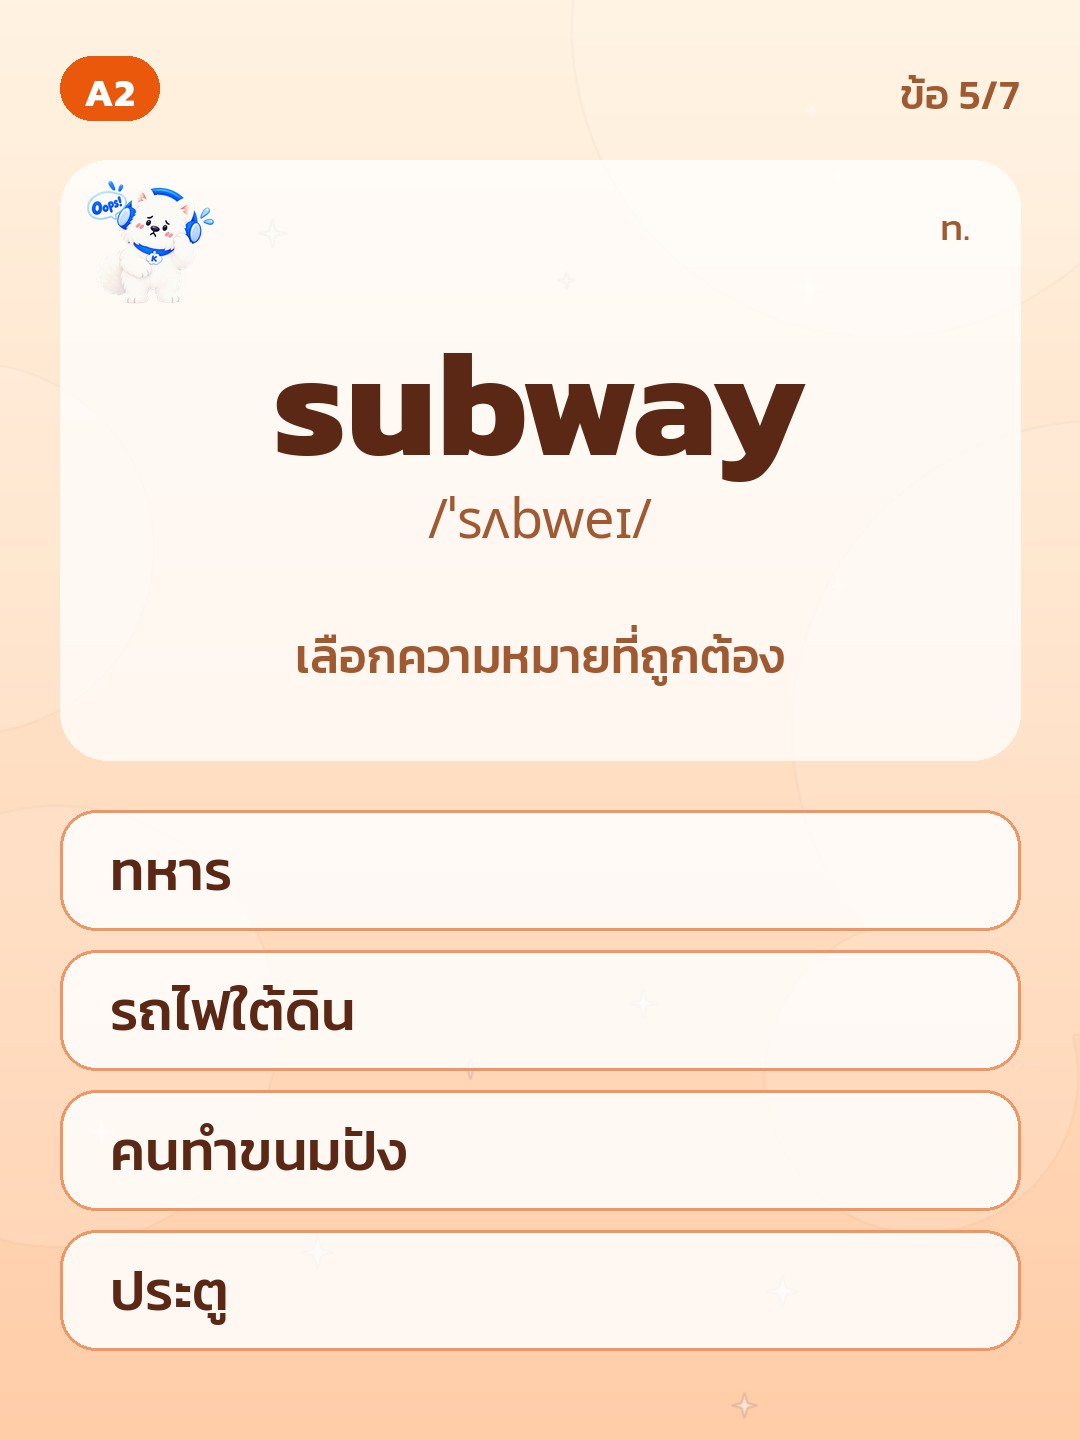 A2
ข้อ 5/7
Oops!
n.
K
subway
/ˈsʌbweɪ/
เลือกความหมายที่ถูกต้อง
ทหาร
รถไฟใต้ดิน
คนทำขนมปัง
ประตู